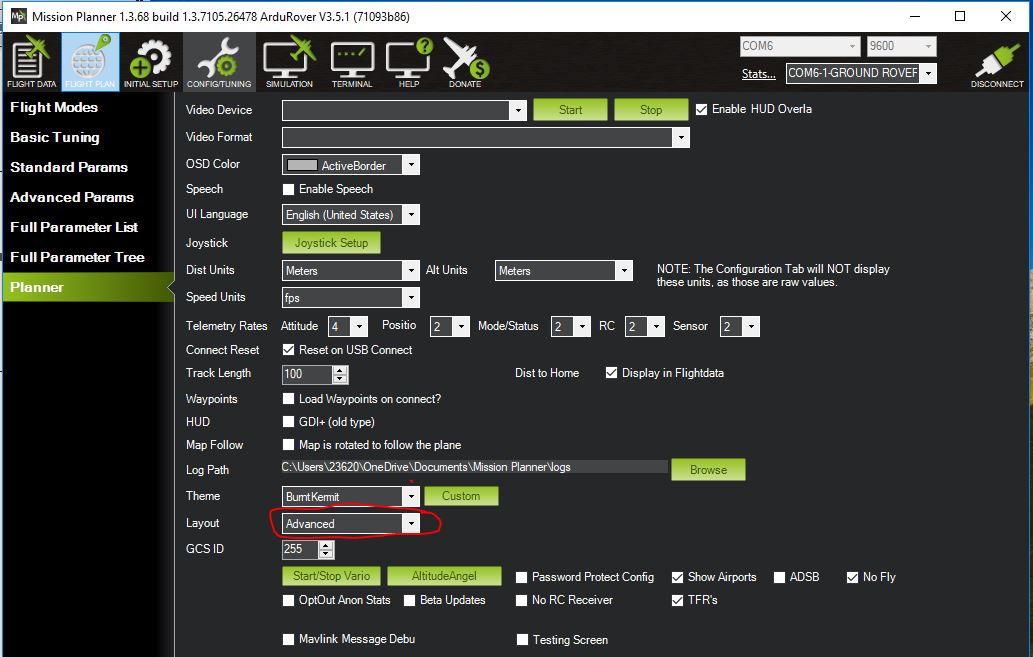 Mp Mission Planner 1.3.68 build 1.3.7105.26478 ArduRover V3.5.1 (71093b86)
FLIGHT DATA FLIGHT PLAN INITIAL SETUP CONFIG/TUNING SIMULATION TERMINAL HELP DONATE
COM6 9600
Stats... COM6-1-GROUND ROVEF
DISCONNECT
Flight Modes
Basic Tuning
Standard Params
Advanced Params
Full Parameter List
Full Parameter Tree
Planner
Video Device Start Stop Enable HUD Overla
Video Format
OSD Color ActiveBorder
Speech Enable Speech
UI Language English (United States)
Joystick Joystick Setup
Dist Units Meters Alt Units Meters
NOTE: The Configuration Tab will NOT display
these units, as those are raw values.
Speed Units fps
Telemetry Rates Attitude 4 Positio 2 Mode/Status 2 RC 2 Sensor 2
Connect Reset Reset on USB Connect
Track Length 100 Dist to Home Display in Flightdata
Waypoints Load Waypoints on connect?
HUD GDI+ (old type)
Map Follow Map is rotated to follow the plane
Log Path C:\Users\23620\OneDrive\Documents\Mission Planner\logs Browse
Theme BurntKermit Custom
Layout Advanced
GCS ID 255
Start/Stop Vario AltitudeAngel Password Protect Config Show Airports ADSB No Fly
OptOut Anon Stats Beta Updates No RC Receiver TFR's
Mavlink Message Debu Testing Screen